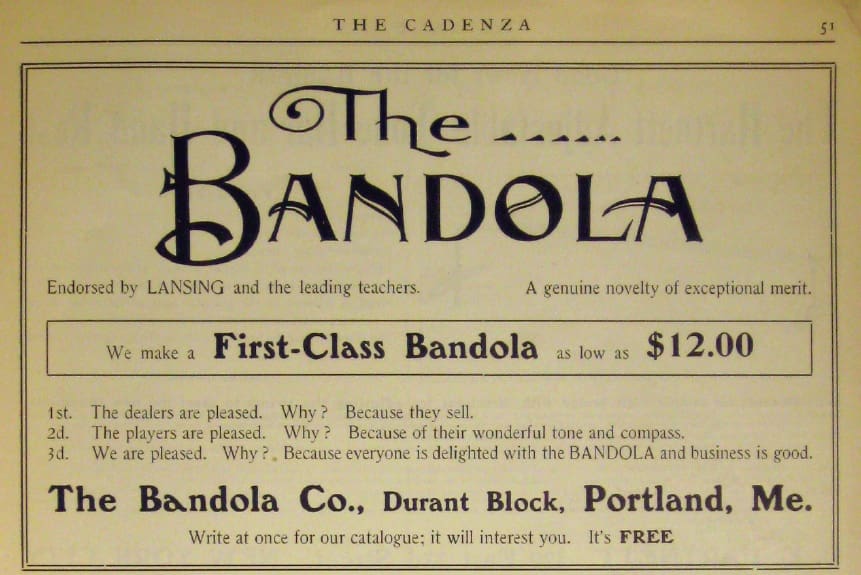 THE CADENZA 51
The ......
BANDOLA
Endorsed by LANSING and the leading teachers. A genuine novelty of exceptional merit.
We make a First-Class Bandola as low as $12.00
1st. The dealers are pleased. Why? Because they sell.
2d. The players are pleased. Why? Because of their wonderful tone and compass.
3d. We are pleased. Why? Because everyone is delighted with the BANDOLA and business is good.
The Bandola Co., Durant Block, Portland, Me.
Write at once for our catalogue; it will interest you. It's FREE